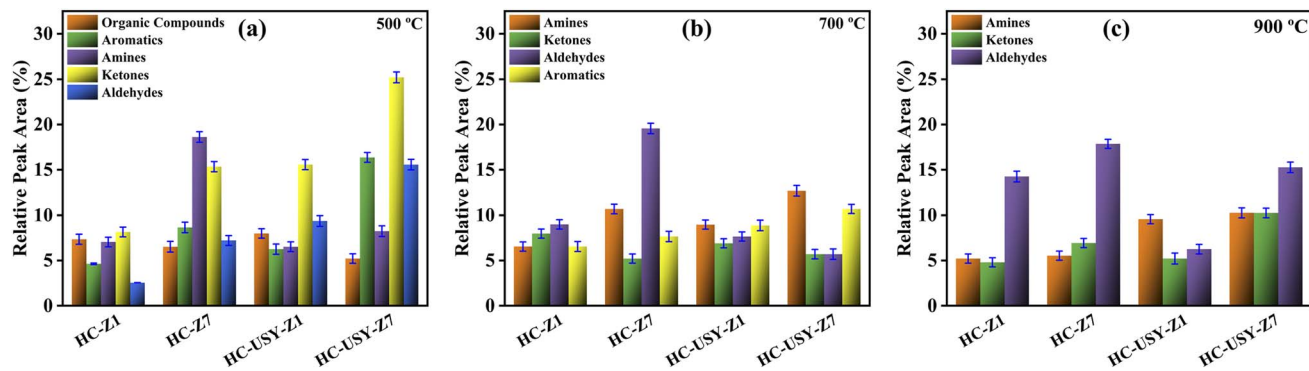 Organic Compounds
Aromatics
Amines
Ketones
Aldehydes
(a)
500 ºC
Relative Peak Area (%)
30
25
20
15
10
5
0
HC-Z1
HC-Z7
HC-USY-Z1
HC-USY-Z7
Amines
Ketones
Aldehydes
Aromatics
(b)
700 ºC
Relative Peak Area (%)
30
25
20
15
10
5
0
HC-Z1
HC-Z7
HC-USY-Z1
HC-USY-Z7
Amines
Ketones
Aldehydes
(c)
900 ºC
Relative Peak Area (%)
30
25
20
15
10
5
0
HC-Z1
HC-Z7
HC-USY-Z1
HC-USY-Z7